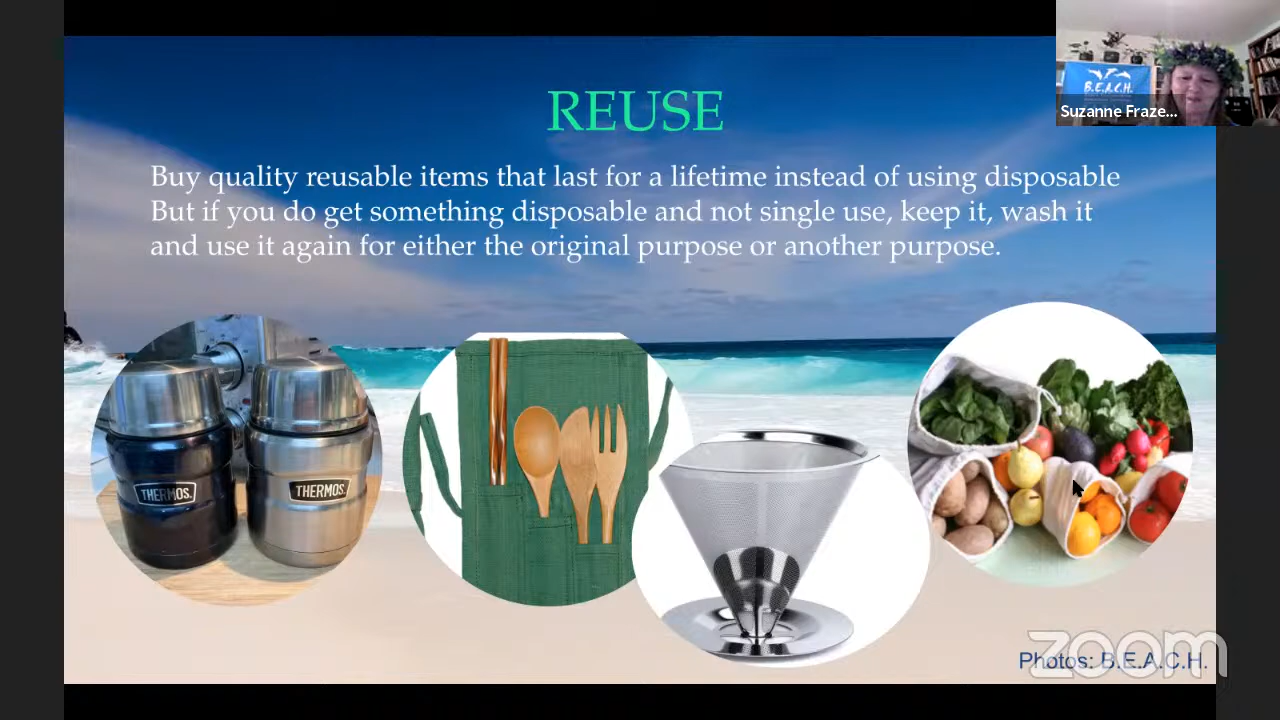 B.E.A.C.H.
Suzanne Fraze...
REUSE
Buy quality reusable items that last for a lifetime instead of using disposable
But if you do get something disposable and not single use, keep it, wash it
and use it again for either the original purpose or another purpose.
THERMOS.
THERMOS.
zoom
Photos: B.E.A.C.H.